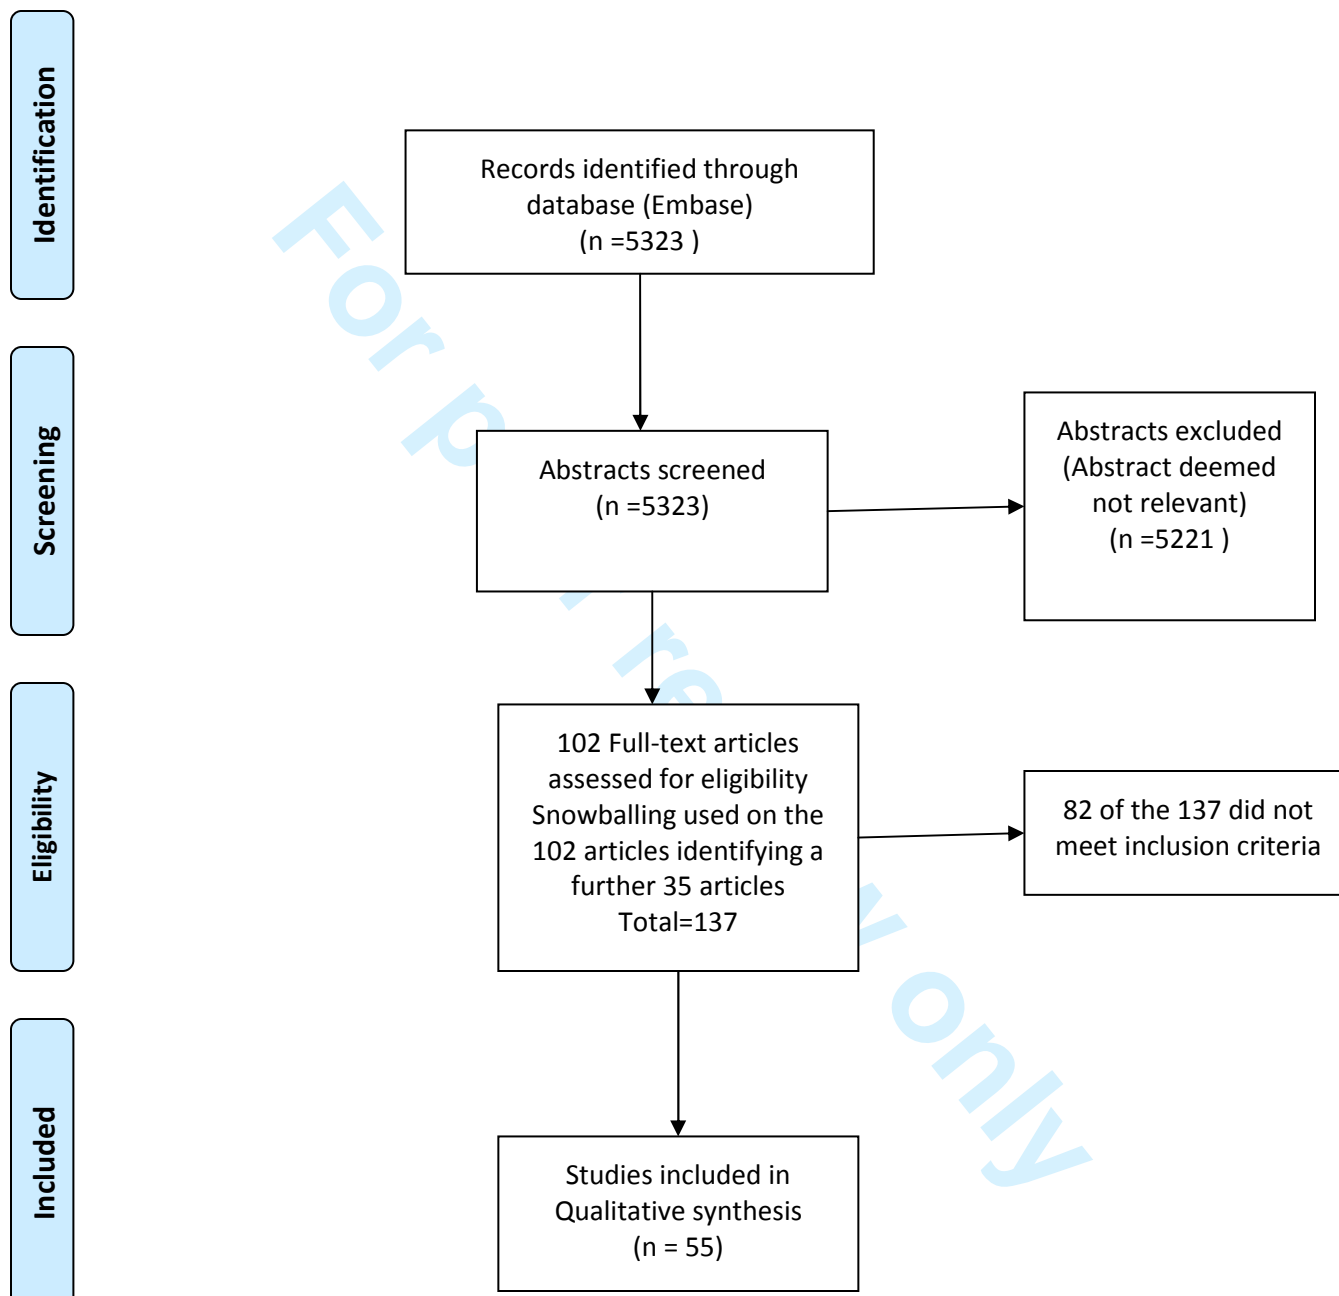 Identification
Records identified through
database (Embase)
(n =5323 )
Screening
Abstracts screened
(n =5323)
Abstracts excluded
(Abstract deemed
not relevant)
(n =5221 )
Eligibility
102 Full-text articles
assessed for eligibility
Snowballing used on the
102 articles identifying a
further 35 articles
Total=137
82 of the 137 did not
meet inclusion criteria
Included
Studies included in
Qualitative synthesis
(n = 55)
For only